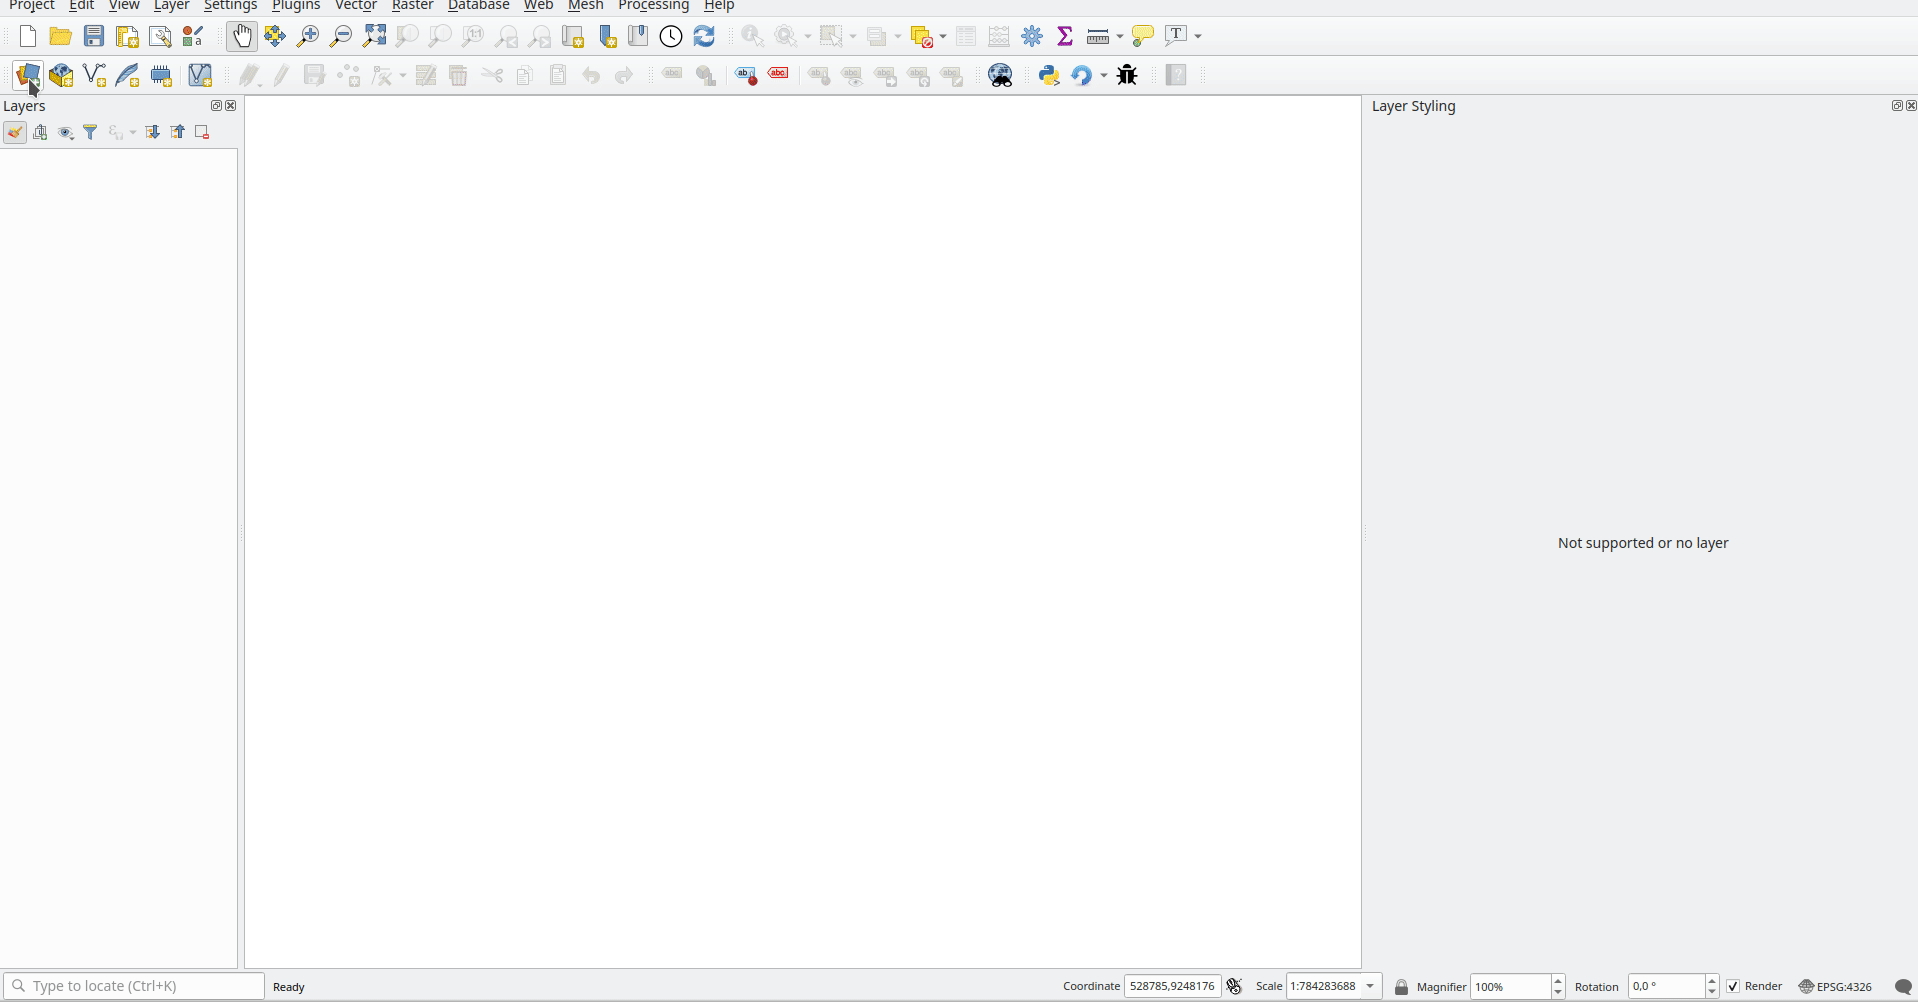 Project Edit View Layer Settings Plugins Vector Raster Database Web Mesh Processing Help
Layers
Layer Styling
Not supported or no layer
Type to locate (Ctrl+K) Ready Coordinate 528785,9248176 Scale 1:784283688 Magnifier 100% Rotation 0,0 ° Render EPSG:4326